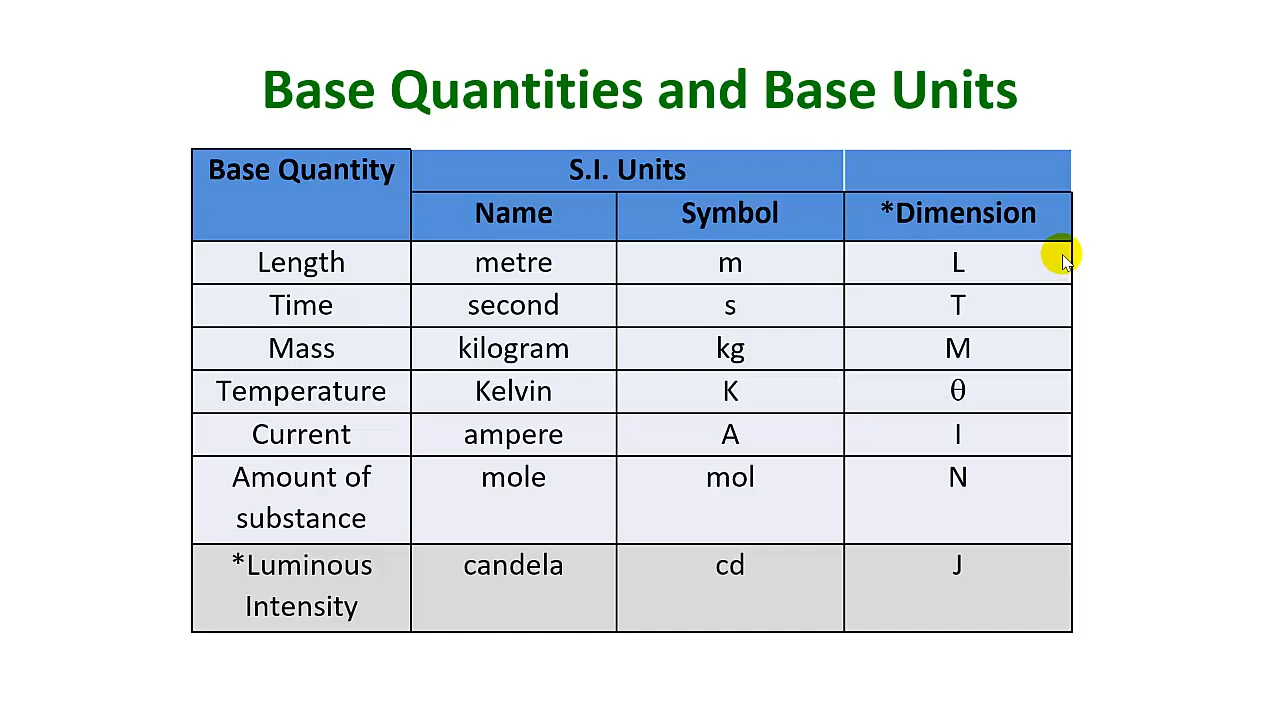 Base Quantities and Base Units
Base Quantity S.I. Units
Name Symbol *Dimension
Length metre m L
Time second s T
Mass kilogram kg M
Temperature Kelvin K θ
Current ampere A I
Amount of mole mol N
substance
*Luminous candela cd J
Intensity